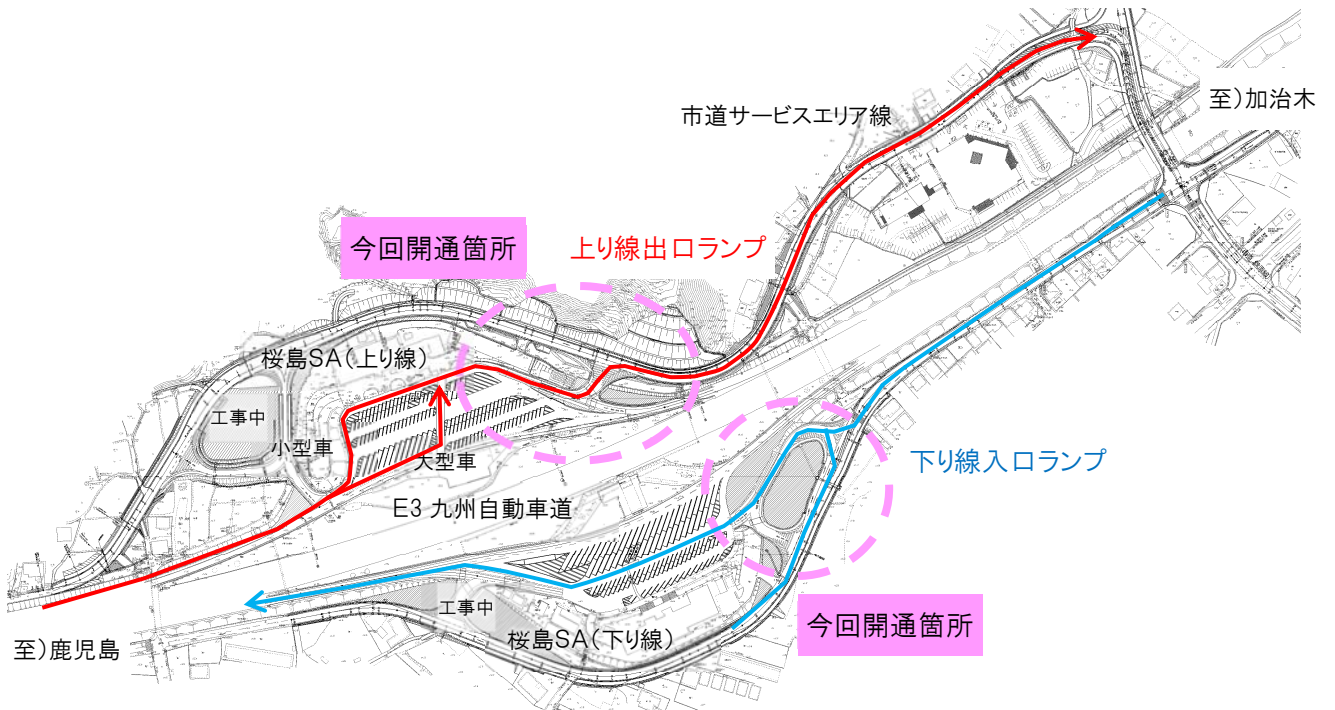 至)加治木
市道サービスエリア線
今回開通箇所
上り線出口ランプ
桜島SA(上り線)
工事中
小型車
大型車
下り線入口ランプ
E3 九州自動車道
工事中
今回開通箇所
桜島SA(下り線)
至)鹿児島